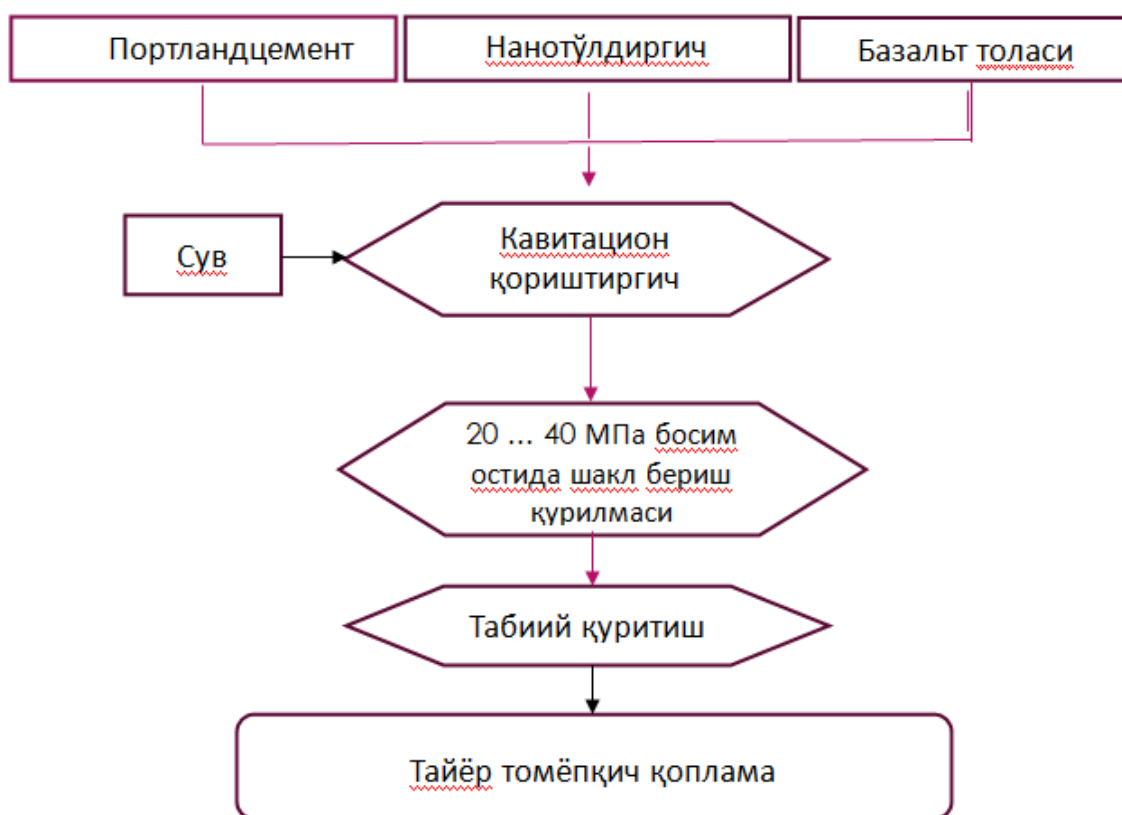 Портландцемент
Нанотўлдиргич
Базальт толаси
Сув
Кавитацион
қориштиргич
20 ... 40 МПа босим
остида шакл бериш
қурилмаси
Табиий қуритиш
Тайёр томёпқич қоплама